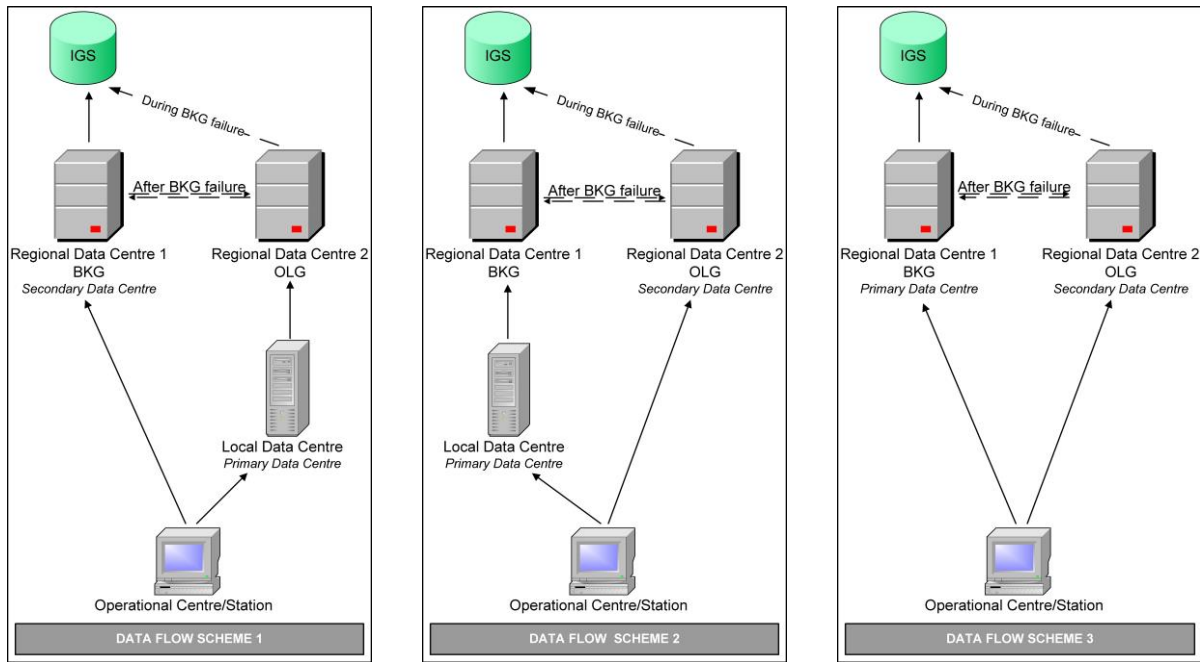 IGS
During BKG failure
After BKG failure
Regional Data Centre 1
BKG
Secondary Data Centre
Regional Data Centre 2
OLG
Local Data Centre
Primary Data Centre
Operational Centre/Station
DATA FLOW SCHEME 1
IGS
During BKG failure
After BKG failure
Regional Data Centre 1
BKG
Regional Data Centre 2
OLG
Secondary Data Centre
Local Data Centre
Primary Data Centre
Operational Centre/Station
DATA FLOW SCHEME 2
IGS
During BKG failure
After BKG failure
Regional Data Centre 1
BKG
Primary Data Centre
Regional Data Centre 2
OLG
Secondary Data Centre
Operational Centre/Station
DATA FLOW SCHEME 3